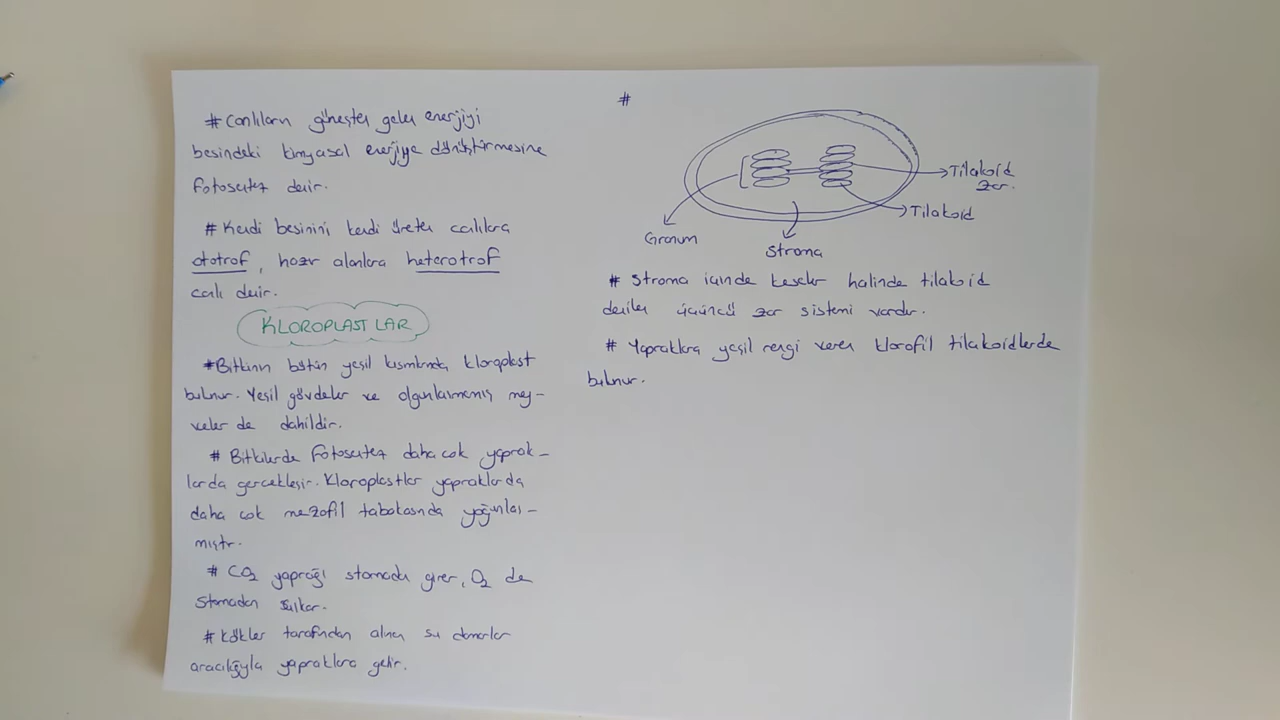 # Canlıların güneşten gelen enerjiyi
besindeki kimyasal enerjiye dönüştürmesine
fotosentez denir.
# Kendi besinini kendi üreten canlılara
ototrof, hazır alanlara heterotrof
canlı denir.
KLOROPLASTLAR
* Bitkinin bütün yeşil kısımlarında kloroplast
bulunur. Yeşil gövdeler ve olgunlaşmamış mey-
veler de dahildir.
# Bitkilerde fotosentez daha çok yaprak-
larda gerçekleşir. Kloroplastlar yapraklarda
daha çok mezofil tabakasında yoğunlaş-
mıştır.
# CO₂ yaprağı stomadan girer, O₂ de
stomadan çıkar.
# Kökler tarafından alınan su damarlar
aracılığıyla yapraklara gelir.
#
Tilakoid
zar.
Tilakoid
Granum
Stroma
# Stroma içinde keseler halinde tilakoid
denilen üçüncü zar sistemi vardır.
# Yapraklara yeşil rengi veren klorofil tilakoidlerde
bulunur.